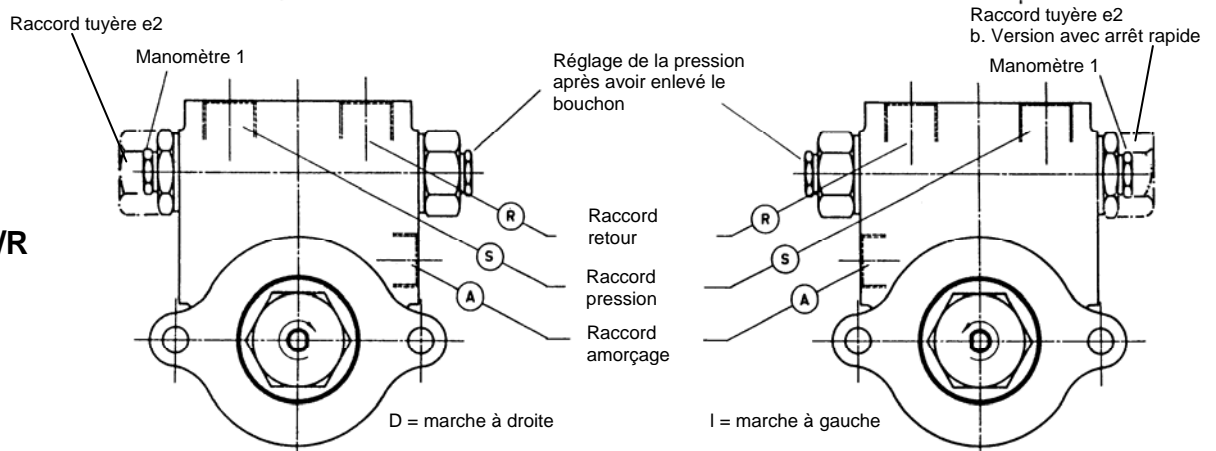 Raccord tuyère e2
Manomètre 1
Réglage de la pression
après avoir enlevé le
bouchon
Raccord tuyère e2
b. Version avec arrêt rapide
Manomètre 1
/R
R
Raccord
retour
R
S
Raccord
pression
S
A
Raccord
amorçage
A
D = marche à droite
I = marche à gauche